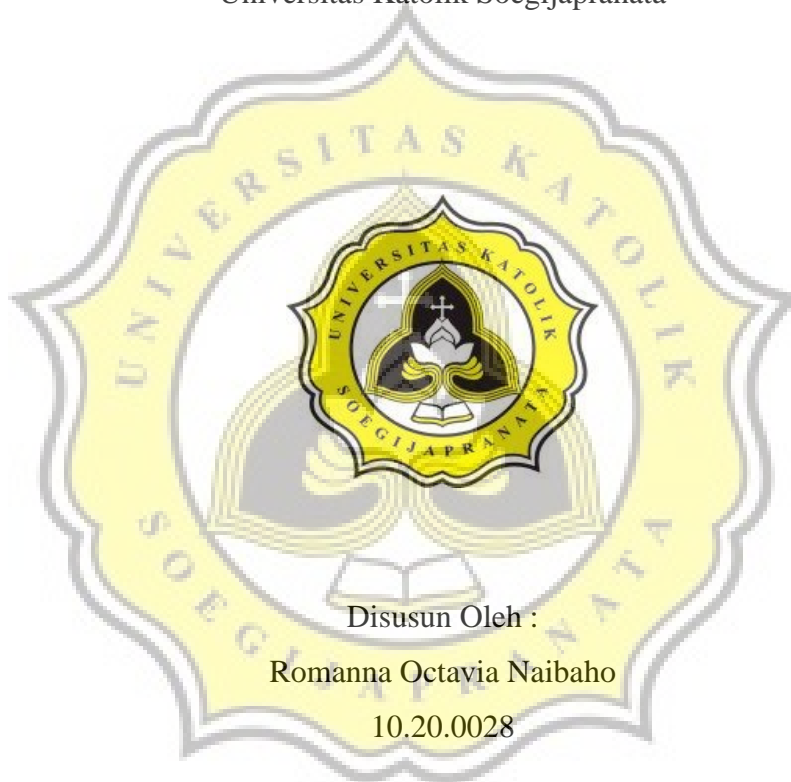 Universitas Katolik Soegijapranata
UNIVERSITAS KATOLIK
SOEGIJAPRANATA
UNIVERSITAS KATOLIK
SOEGIJAPRANATA
Disusun Oleh :
Romanna Octavia Naibaho
10.20.0028